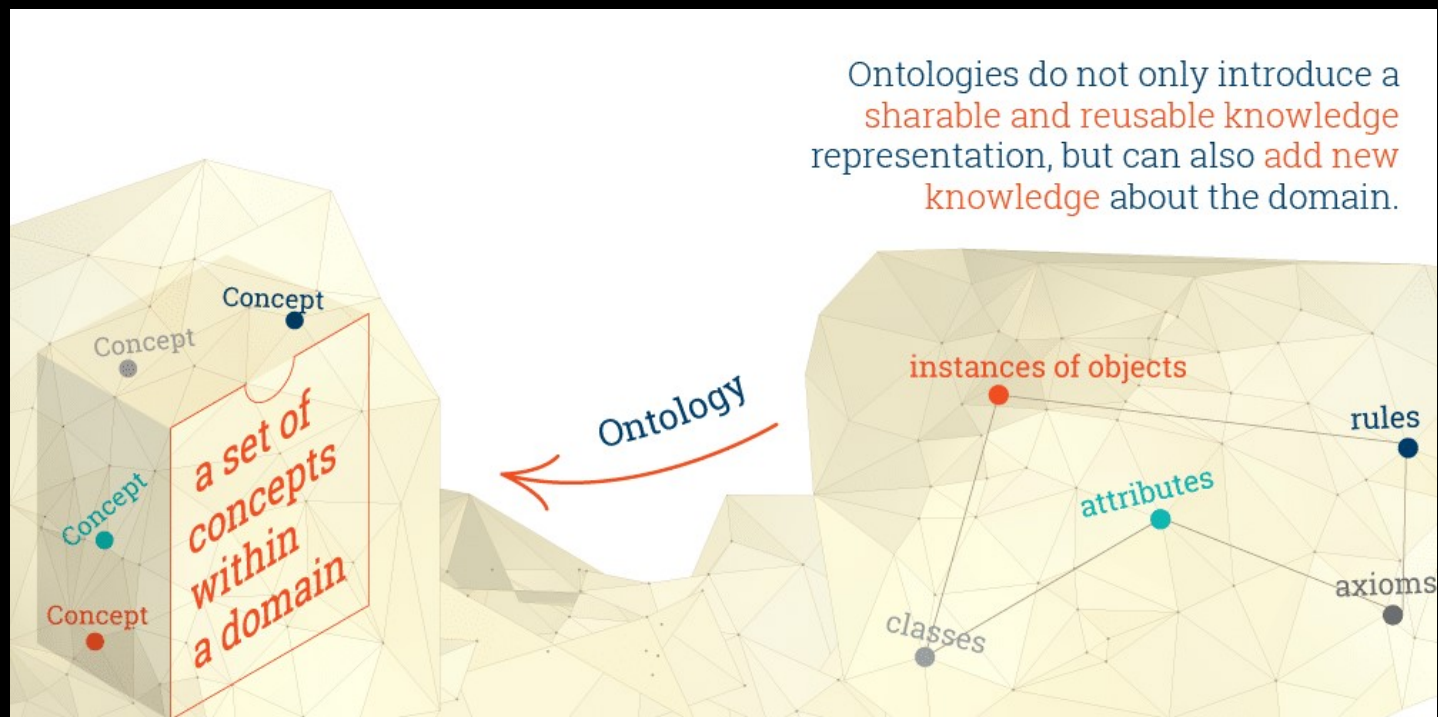 Ontologies do not only introduce a
sharable and reusable knowledge
representation, but can also add new
knowledge about the domain.
Concept
Concept
Concept
Concept
a set of
concepts
within
a domain
Ontology
instances of objects
rules
attributes
axioms
classes